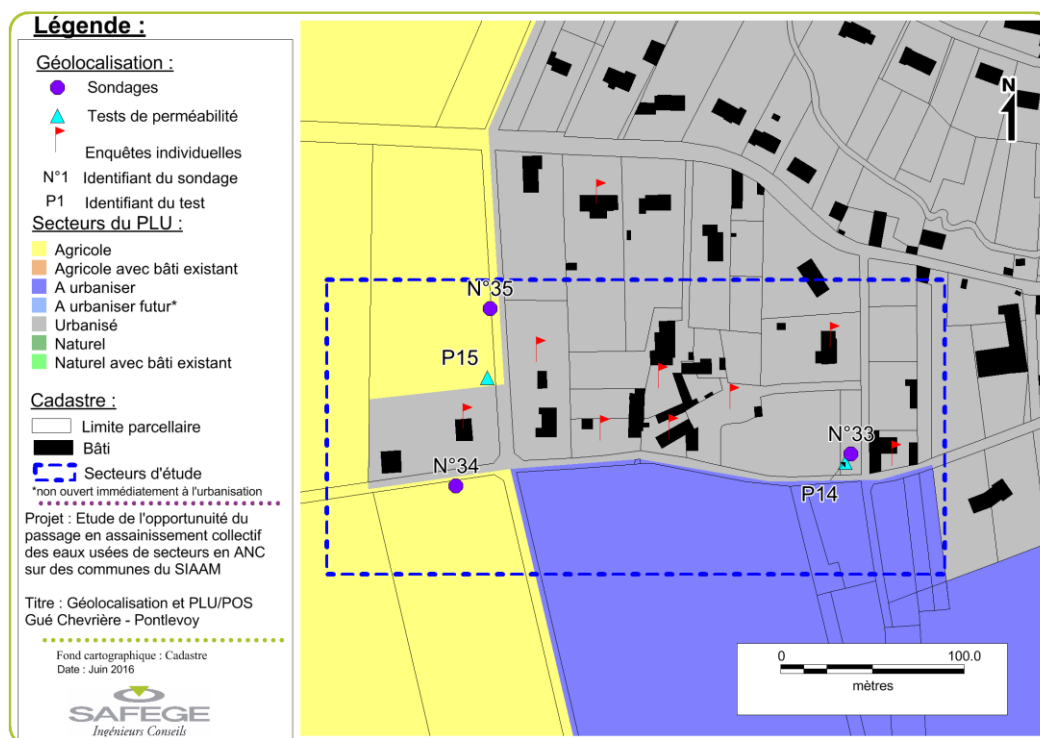 Légende :
Géolocalisation :
Sondages
Tests de perméabilité
Enquêtes individuelles
N°1 Identifiant du sondage
P1 Identifiant du test
Secteurs du PLU :
Agricole
Agricole avec bâti existant
A urbaniser
A urbaniser futur*
Urbanisé
Naturel
Naturel avec bâti existant
Cadastre :
Limite parcellaire
Bâti
Secteurs d'étude
*non ouvert immédiatement à l'urbanisation
Projet : Etude de l'opportunité du
passage en assainissement collectif
des eaux usées de secteurs en ANC
sur des communes du SIAAM
Titre : Géolocalisation et PLU/POS
Gué Chevrière - Pontlevoy
Fond cartographique : Cadastre
Date : Juin 2016
SAFEGE
Ingénieurs Conseils
N
N°35
P15
N°34
N°33
P14
0 100.0
mètres